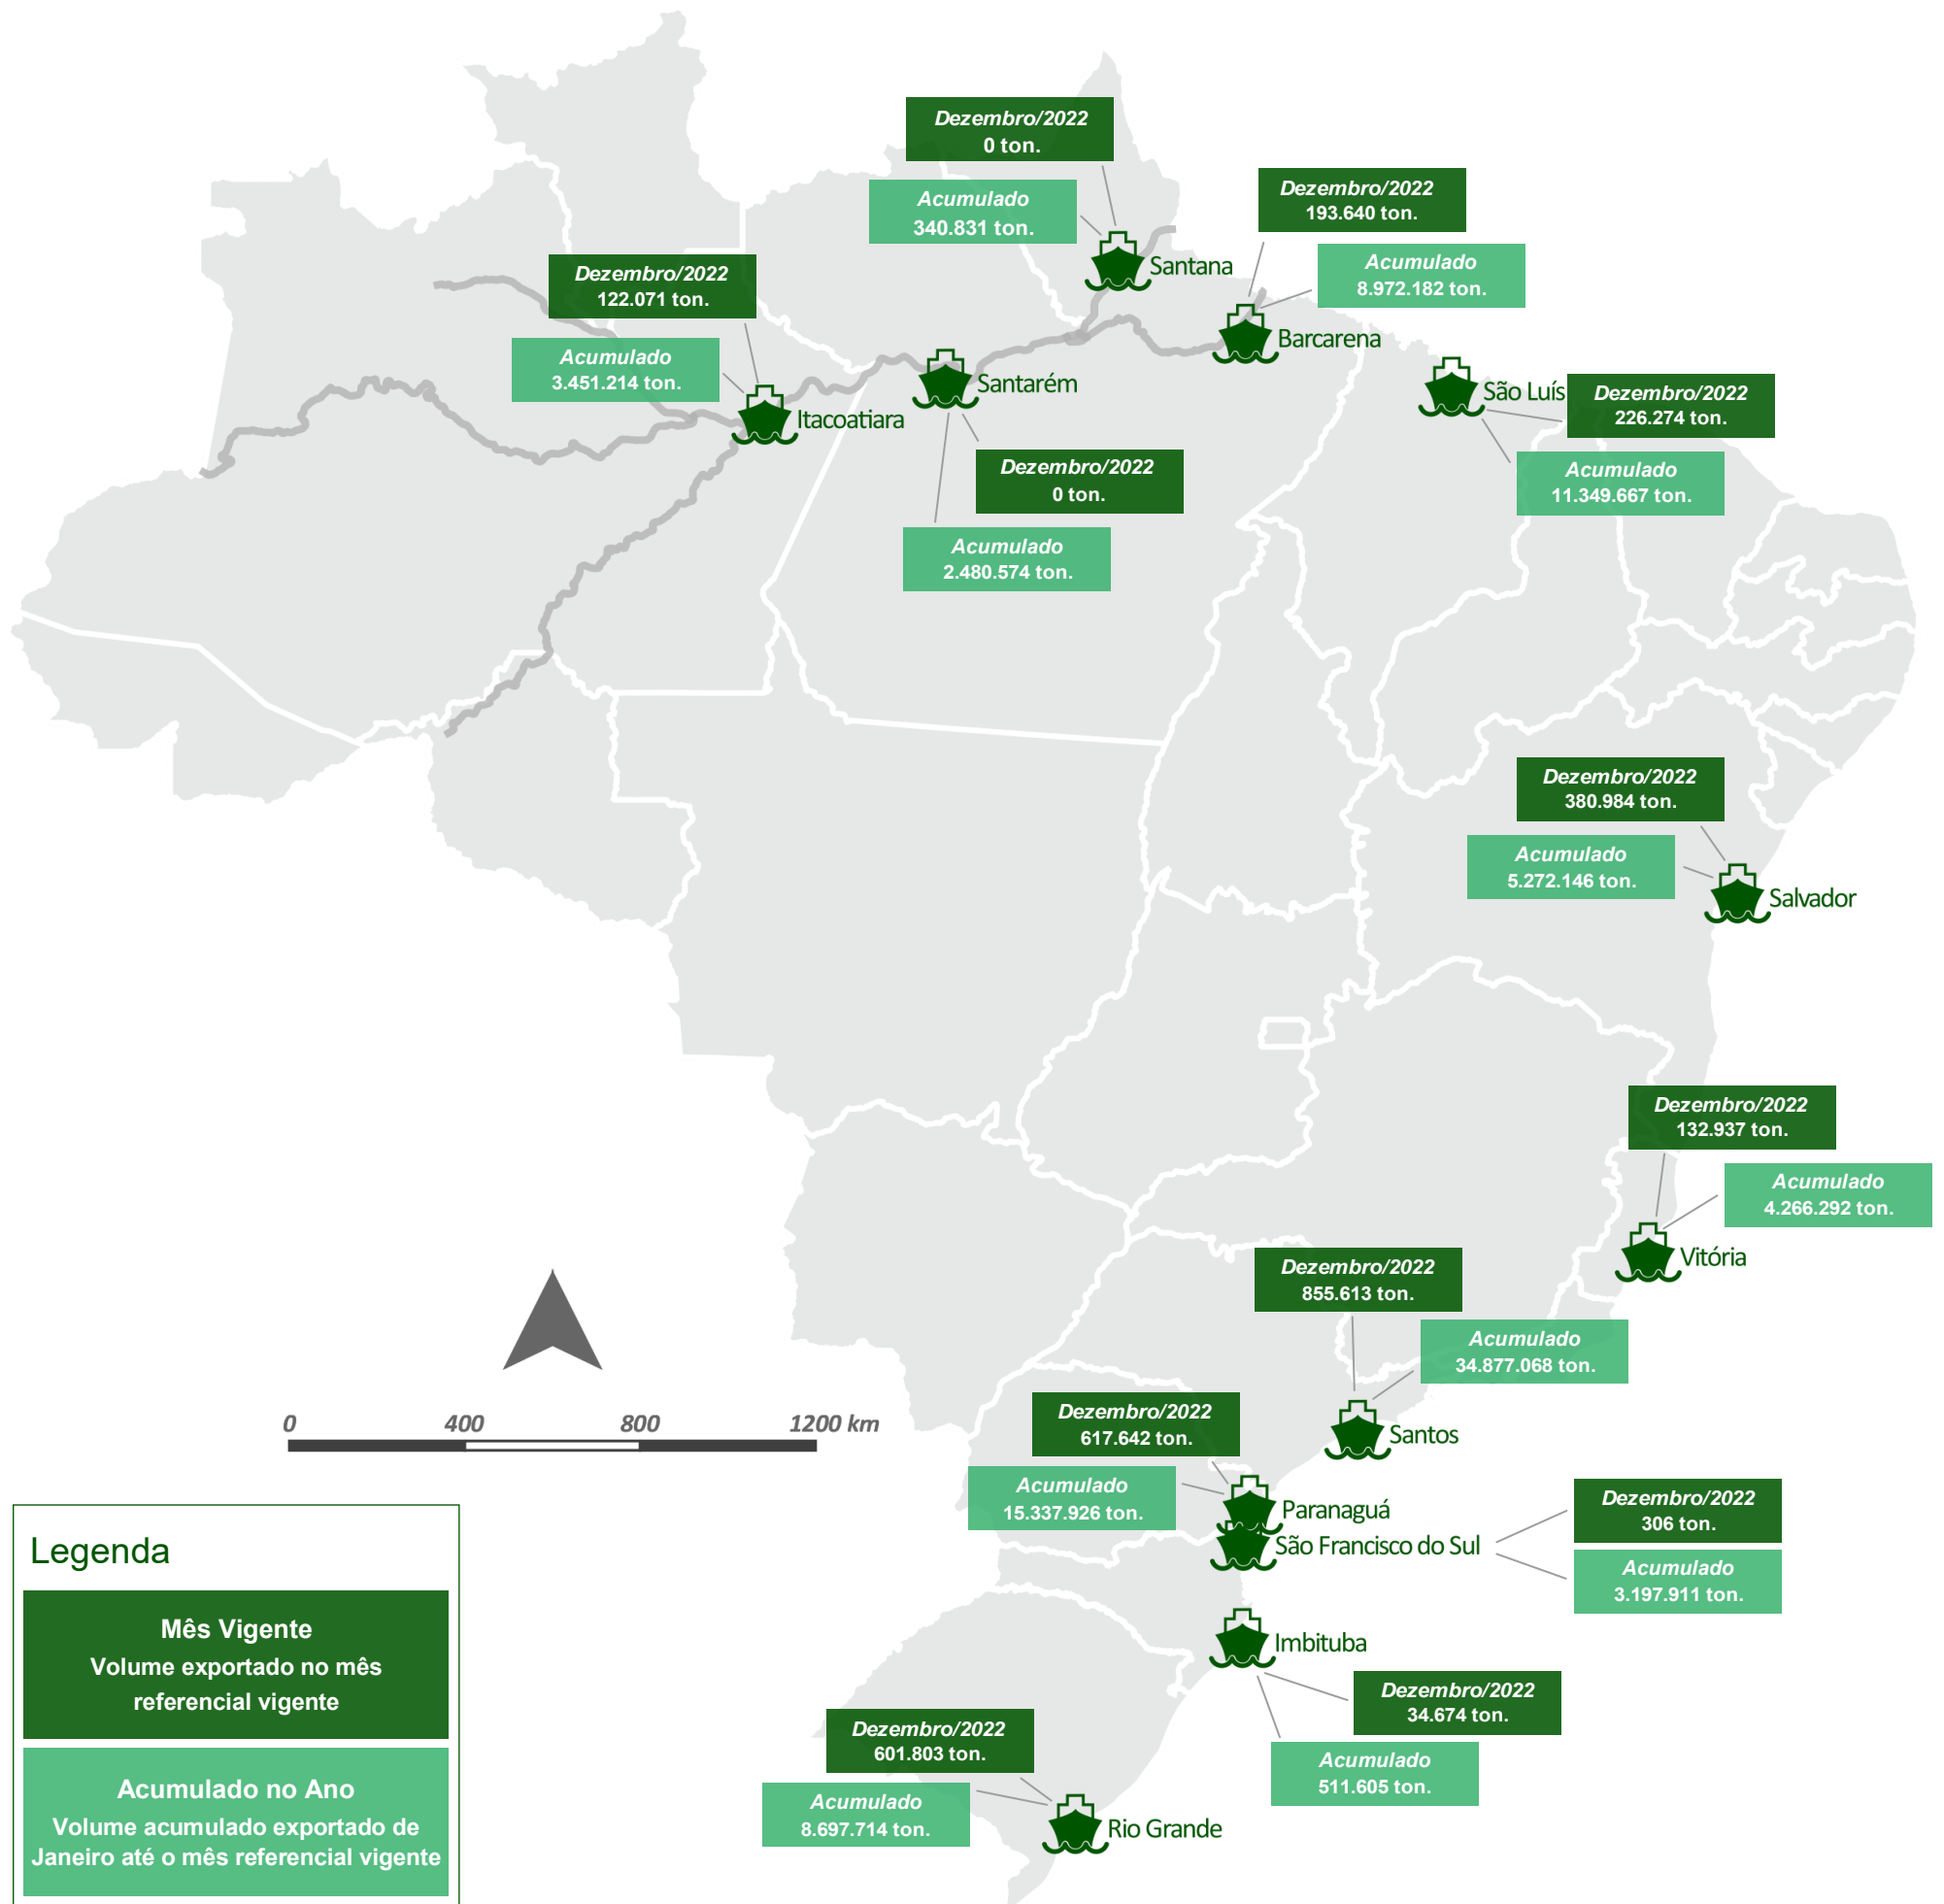 Dezembro/2022
0 ton.
Acumulado
340.831 ton.
Santana
Dezembro/2022
193.640 ton.
Acumulado
8.972.182 ton.
Barcarena
Dezembro/2022
122.071 ton.
Acumulado
3.451.214 ton.
Itacoatiara
Santarém
Dezembro/2022
0 ton.
Acumulado
2.480.574 ton.
São Luís
Dezembro/2022
226.274 ton.
Acumulado
11.349.667 ton.
Dezembro/2022
380.984 ton.
Acumulado
5.272.146 ton.
Salvador
Dezembro/2022
132.937 ton.
Acumulado
4.266.292 ton.
Vitória
Dezembro/2022
855.613 ton.
Acumulado
34.877.068 ton.
Santos
Dezembro/2022
617.642 ton.
Acumulado
15.337.926 ton.
Paranaguá
São Francisco do Sul
Dezembro/2022
306 ton.
Acumulado
3.197.911 ton.
Imbituba
Dezembro/2022
34.674 ton.
Acumulado
511.605 ton.
Dezembro/2022
601.803 ton.
Acumulado
8.697.714 ton.
Rio Grande
0 400 800 1200 km
Legenda
Mês Vigente
Volume exportado no mês
referencial vigente
Acumulado no Ano
Volume acumulado exportado de
Janeiro até o mês referencial vigente